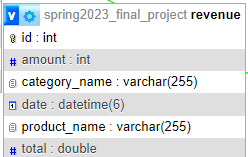 V spring2023_final_project revenue
id : int
# amount : int
category_name : varchar(255)
date : datetime(6)
product_name : varchar(255)
# total : double